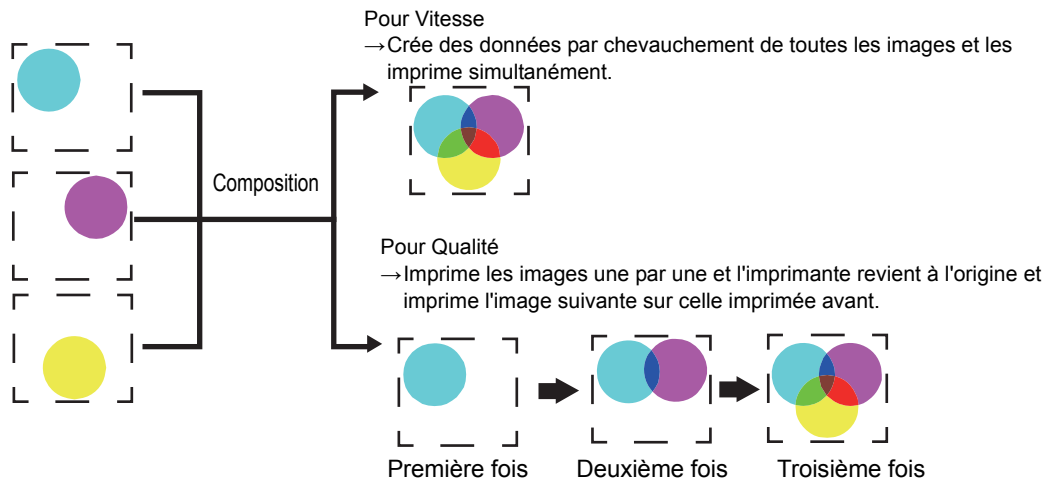 Pour Vitesse
→Crée des données par chevauchement de toutes les images et les
imprime simultanément.
Composition
Pour Qualité
→Imprime les images une par une et l'imprimante revient à l'origine et
imprime l'image suivante sur celle imprimée avant.
Première fois
Deuxième fois
Troisième fois